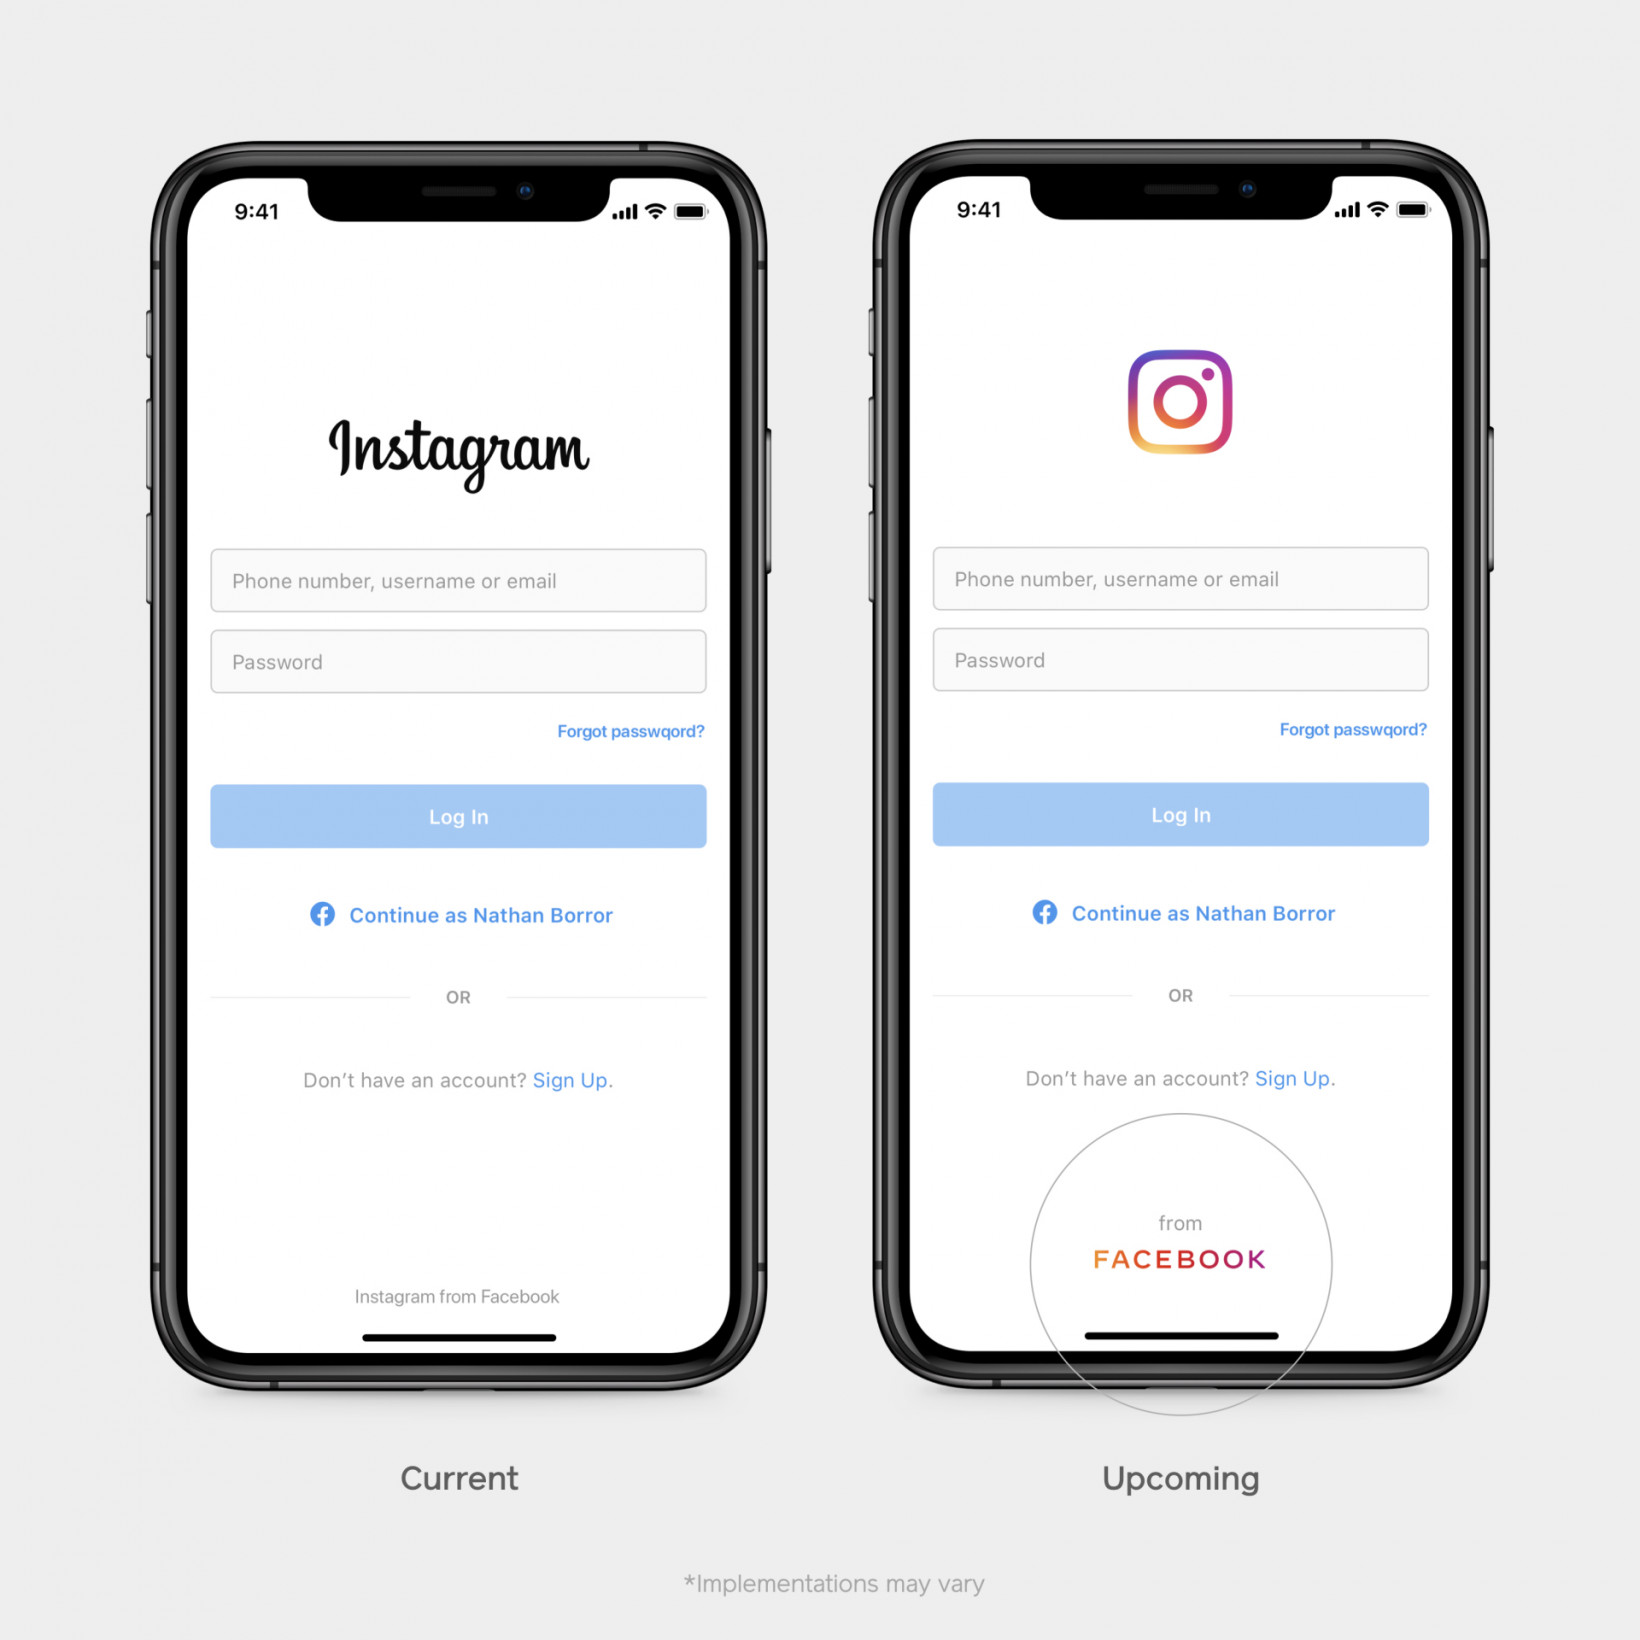 9:41
Instagram
Phone number, username or email
Password
Forgot passwqord?
Log In
Continue as Nathan Borror
OR
Don’t have an account? Sign Up.
Instagram from Facebook
Current
9:41
Phone number, username or email
Password
Forgot passwqord?
Log In
Continue as Nathan Borror
OR
Don’t have an account? Sign Up.
from
FACEBOOK
Upcoming
*Implementations may vary